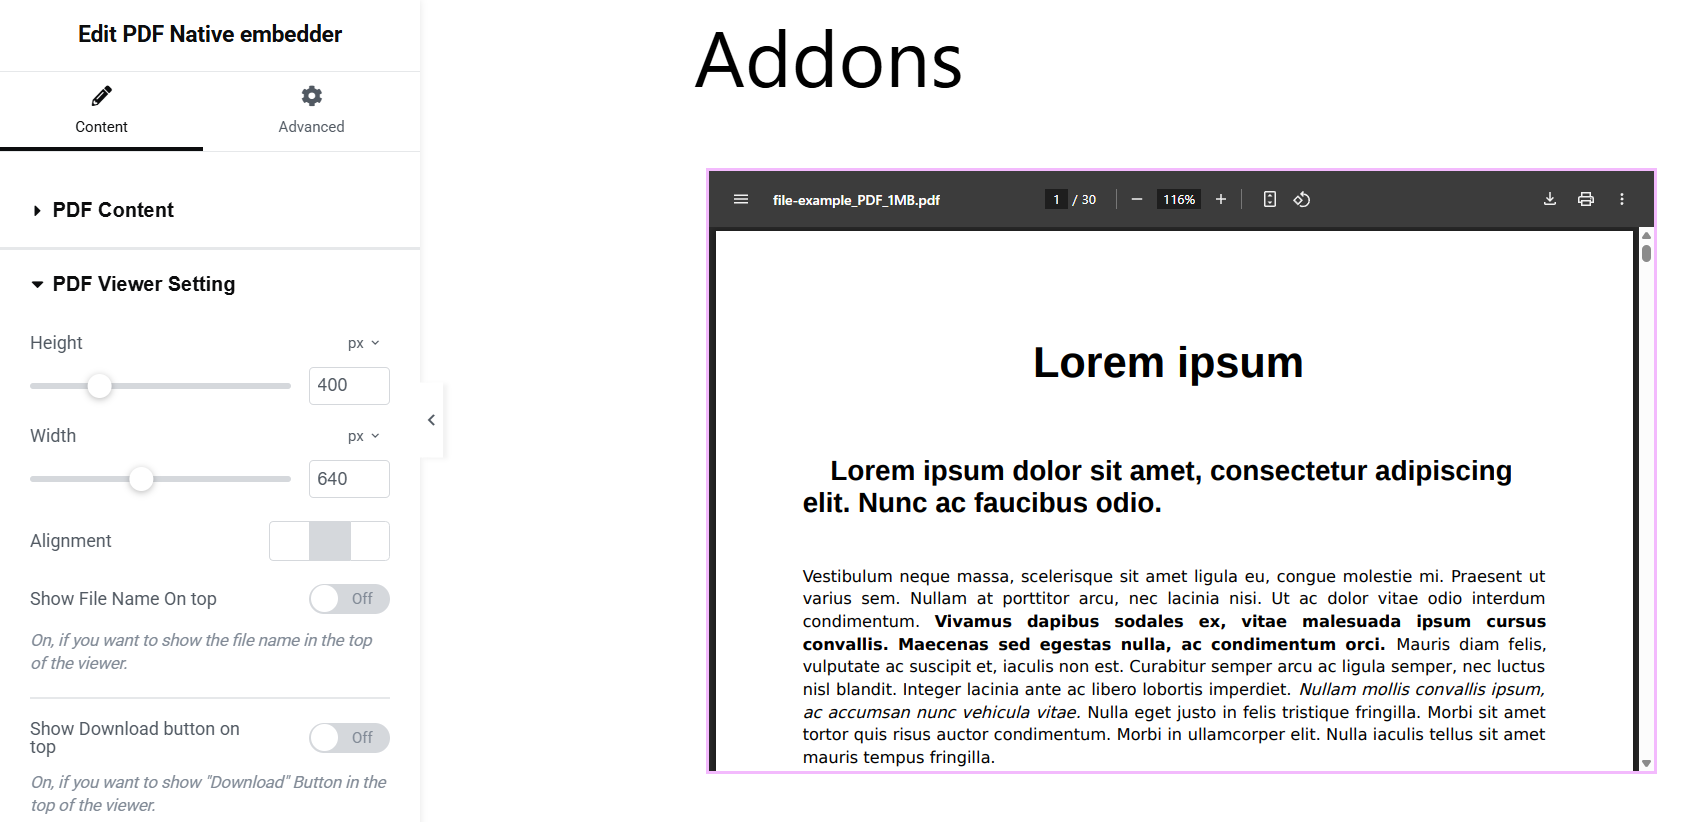 Edit PDF Native embedder
Content
Advanced
PDF Content
PDF Viewer Setting
Height
px
400
Width
px
640
Alignment
Show File Name On top
Off
On, if you want to show the file name in the top
of the viewer.
Show Download button on
top
Off
On, if you want to show "Download" Button in the
top of the viewer.
Addons
file-example_PDF_1MB.pdf
1 / 30
116%
Lorem ipsum
Lorem ipsum dolor sit amet, consectetur adipiscing
elit. Nunc ac faucibus odio.
Vestibulum neque massa, scelerisque sit amet ligula eu, congue molestie mi. Praesent ut
varius sem. Nullam at porttitor arcu, nec lacinia nisi. Ut ac dolor vitae odio interdum
condimentum. Vivamus dapibus sodales ex, vitae malesuada ipsum cursus
convallis. Maecenas sed egestas nulla, ac condimentum orci. Mauris diam felis,
vulputate ac suscipit et, iaculis non est. Curabitur semper arcu ac ligula semper, nec luctus
nisl blandit. Integer lacinia ante ac libero lobortis imperdiet. Nullam mollis convallis ipsum,
ac accumsan nunc vehicula vitae. Nulla eget justo in felis tristique fringilla. Morbi sit amet
tortor quis risus auctor condimentum. Morbi in ullamcorper elit. Nulla iaculis tellus sit amet
mauris tempus fringilla.